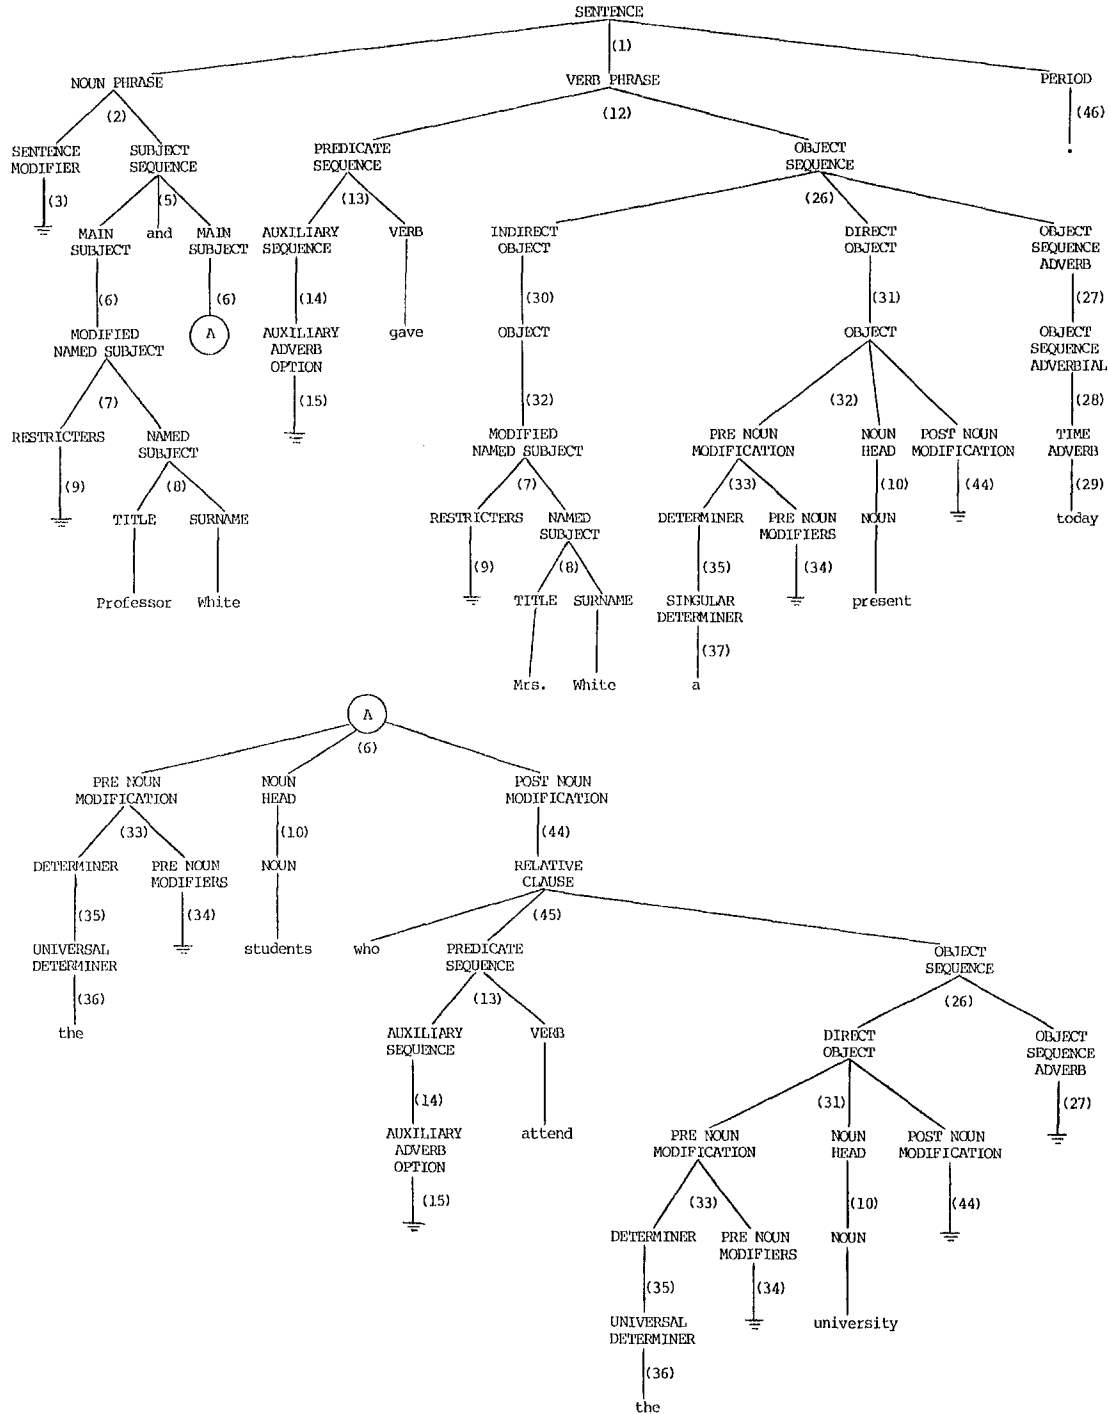 SENTENCE
(1)
NOUN PHRASE VERB PHRASE PERIOD
(2) (12) (46)
SENTENCE SUBJECT PREDICATE OBJECT
MODIFIER SEQUENCE SEQUENCE SEQUENCE .
(3) (5) (13) (26)
MAIN and MAIN AUXILIARY VERB INDIRECT DIRECT OBJECT
SUBJECT SUBJECT SEQUENCE OBJECT OBJECT SEQUENCE
ADVERB
(6) (6) (14) (30) (31) (27)
MODIFIED A AUXILIARY gave OBJECT OBJECT OBJECT
NAMED SUBJECT ADVERB SEQUENCE
OPTION ADVERBIAL
(7) (15) (32) (32) (28)
RESTRICTERS NAMED MODIFIED PRE NOUN NOUN POST NOUN TIME
SUBJECT NAMED SUBJECT MODIFICATION HEAD MODIFICATION ADVERB
(9) (8) (7) (33) (10) (44) (29)
TITLE SURNAME RESTRICTERS NAMED DETERMINER PRE NOUN NOUN today
SUBJECT MODIFIERS
(9) (8) (35) (34)
Professor White TITLE SURNAME SINGULAR present
DETERMINER
(37)
Mrs. White a
A
(6)
PRE NOUN NOUN POST NOUN
MODIFICATION HEAD MODIFICATION
(33) (10) (44)
DETERMINER PRE NOUN NOUN RELATIVE
MODIFIERS CLAUSE
(35) (34) (45)
UNIVERSAL students who PREDICATE OBJECT
DETERMINER SEQUENCE SEQUENCE
(36) (13) (26)
the AUXILIARY VERB DIRECT OBJECT
SEQUENCE OBJECT SEQUENCE
ADVERB
(14) (31) (27)
AUXILIARY attend PRE NOUN NOUN POST NOUN
ADVERB MODIFICATION HEAD MODIFICATION
OPTION
(15) (33) (10) (44)
DETERMINER PRE NOUN NOUN
MODIFIERS
(35) (34)
UNIVERSAL university
DETERMINER
(36)
the